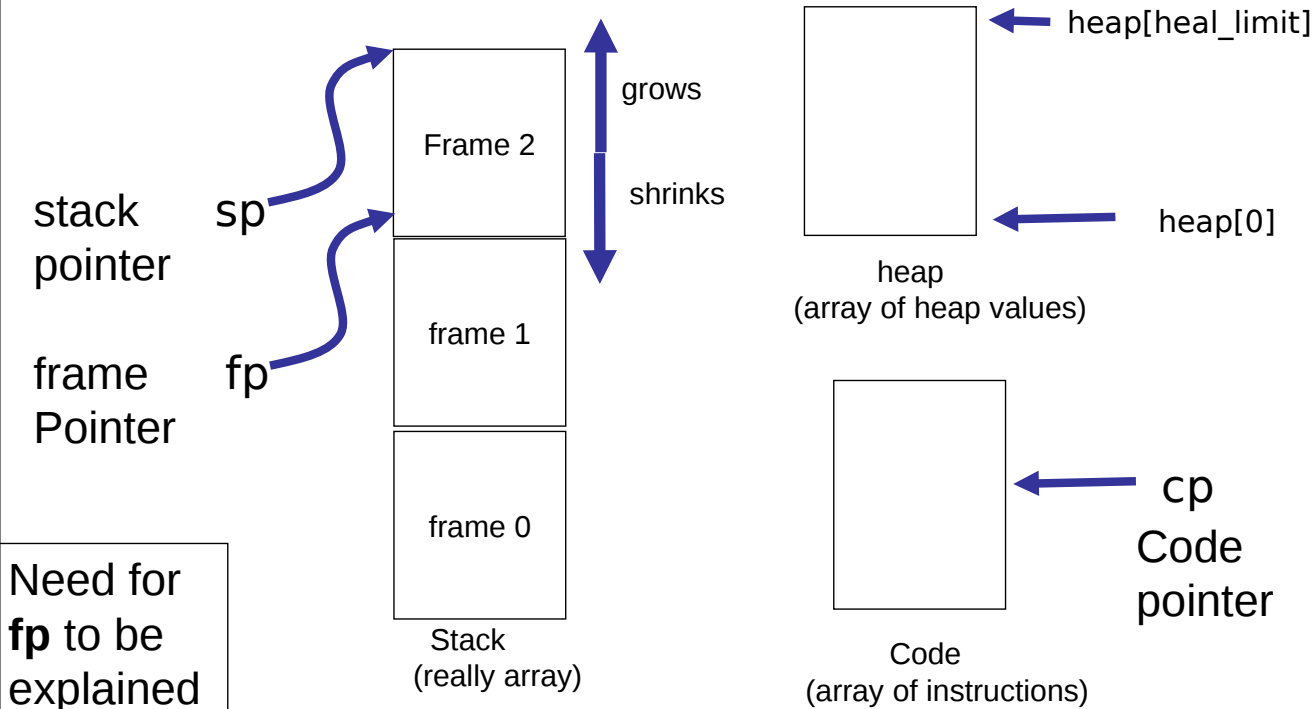 stack
pointer
sp
frame
Pointer
fp
Need for
fp to be
explained
Frame 2
frame 1
frame 0
Stack
(really array)
grows
shrinks
heap[heal_limit]
heap[0]
heap
(array of heap values)
cp
Code
pointer
Code
(array of instructions)